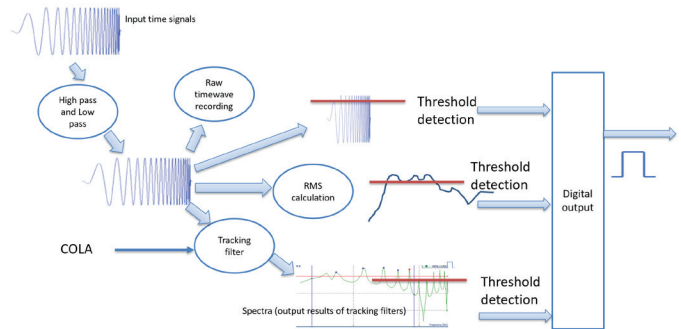 Input time signals
High pass
and Low
pass
Raw
timewave
recording
Threshold
detection
Threshold
detection
RMS
calculation
Digital
output
COLA
Tracking
filter
Threshold
detection
Spectra (output results of tracking filters)